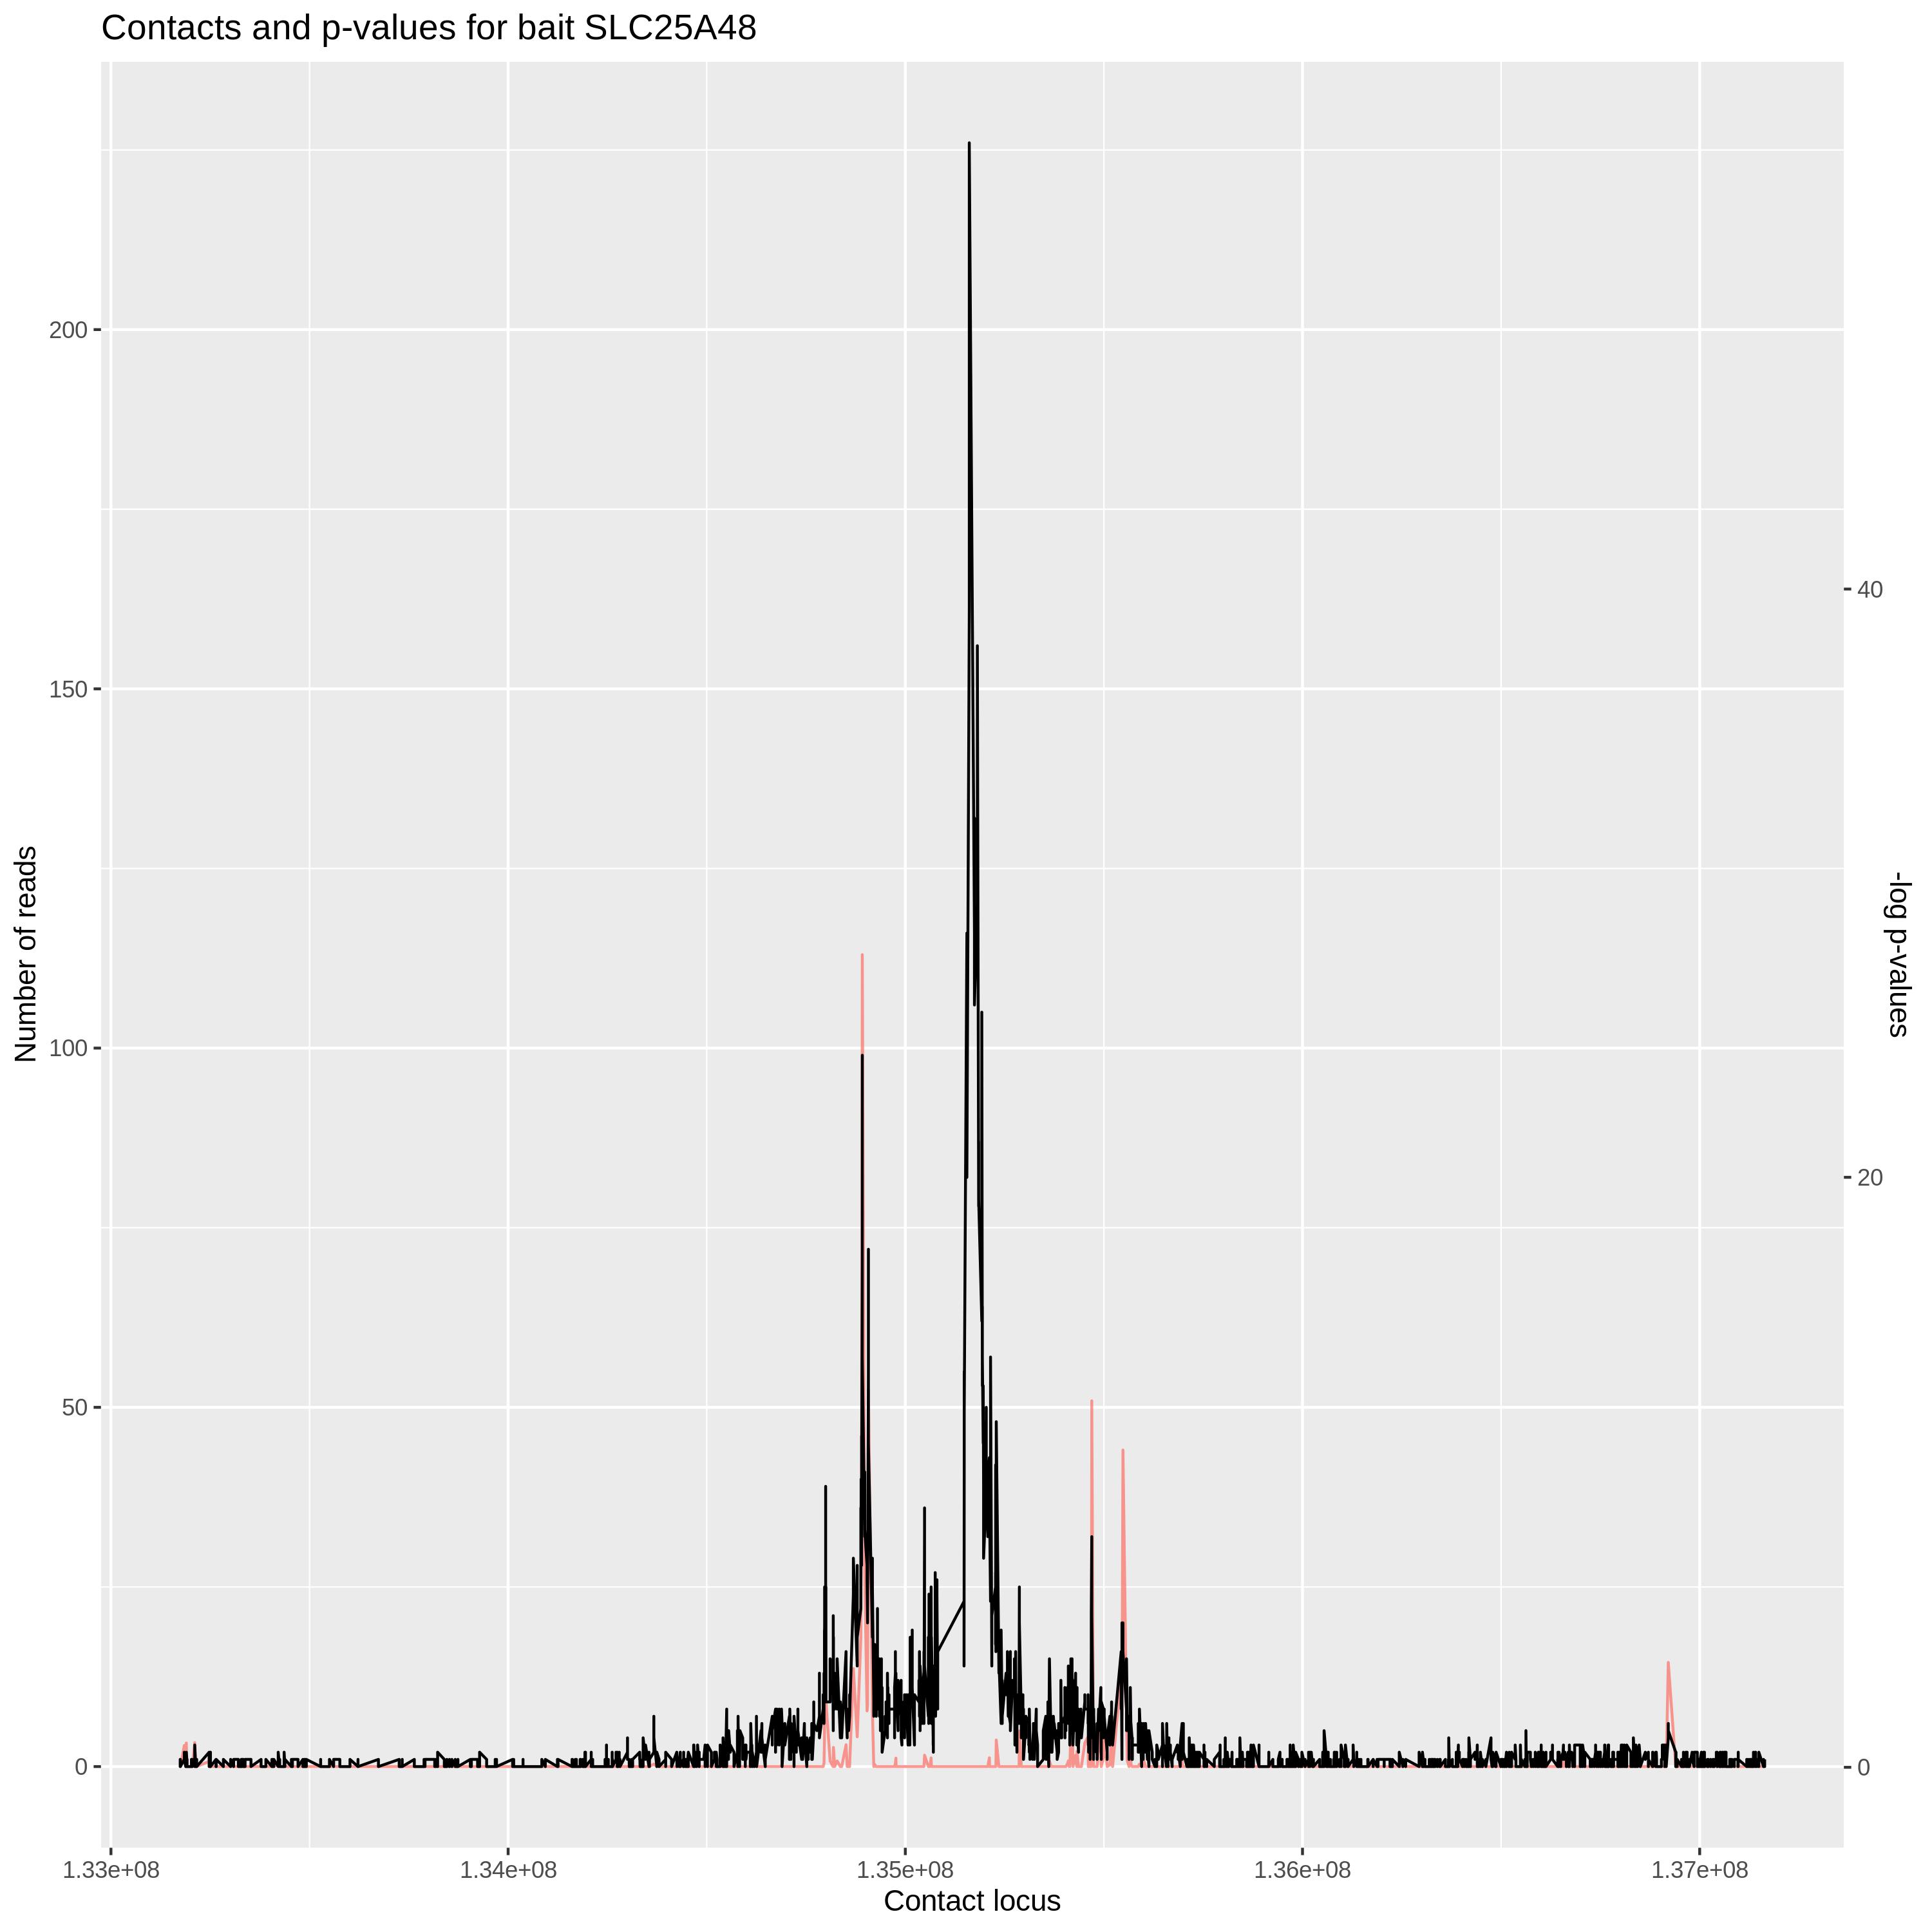 Contacts and p-values for bait SLC25A48
200
150
100
50
0
Number of reads
40
20
0
-log p-values
1.33e+08
1.34e+08
1.35e+08
1.36e+08
1.37e+08
Contact locus